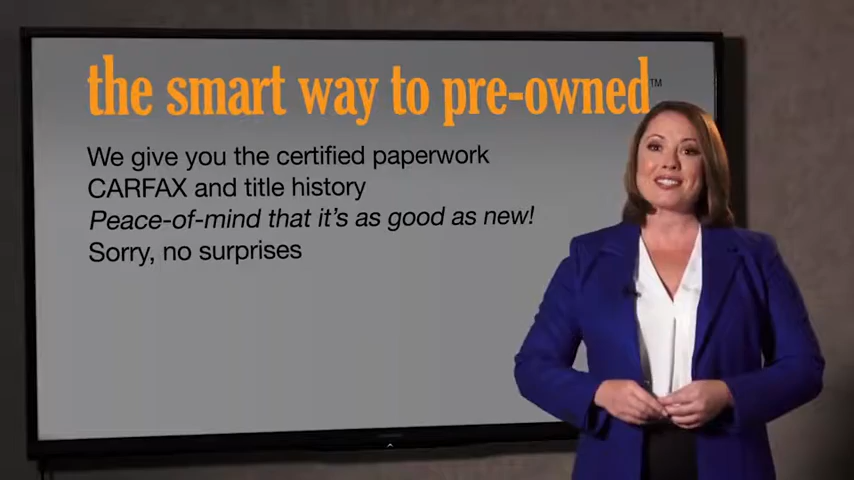 the smart way to pre-owned™
We give you the certified paperwork
CARFAX and title history
Peace-of-mind that it's as good as new!
Sorry, no surprises